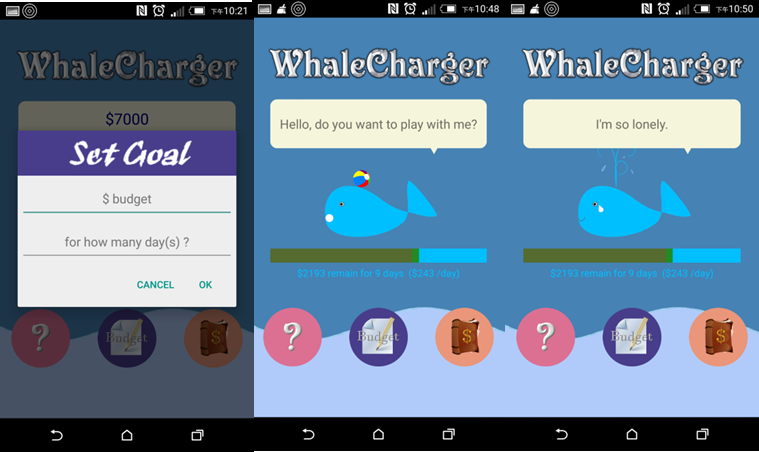 下午10:21
WhaleCharger
$7000
Set Goal
$ budget
for how many day(s) ?
CANCEL
OK
?
Budget
$
下午10:48
WhaleCharger
Hello, do you want to play with me?
$2193 remain for 9 days ($243 /day)
?
Budget
$
下午10:50
WhaleCharger
I'm so lonely.
$2193 remain for 9 days ($243 /day)
?
Budget
$